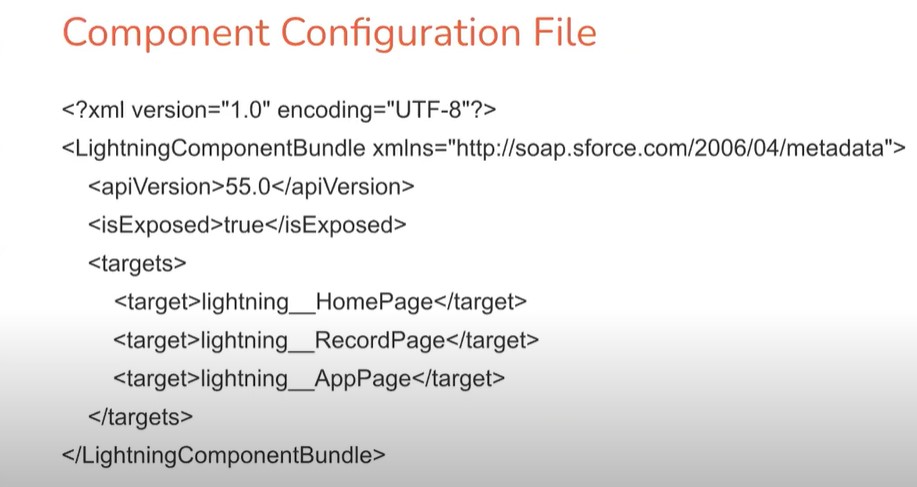 Component Configuration File
<?xml version="1.0" encoding="UTF-8"?>
<LightningComponentBundle xmlns="http://soap.sforce.com/2006/04/metadata">
<apiVersion>55.0</apiVersion>
<isExposed>true</isExposed>
<targets>
<target>lightning__HomePage</target>
<target>lightning__RecordPage</target>
<target>lightning__AppPage</target>
</targets>
</LightningComponentBundle>